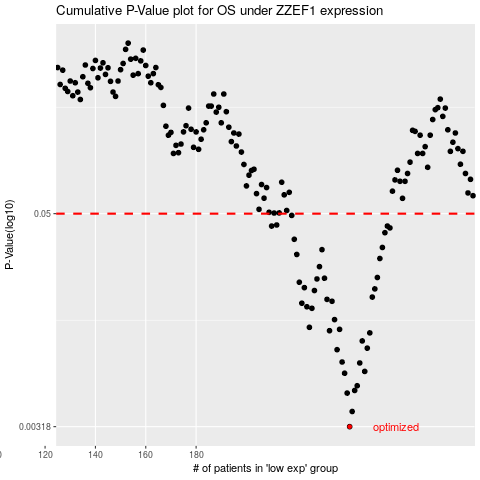 Cumulative P-Value plot for OS under ZZEF1 expression
P-Value(log10)
0.05
0.00318
optimized
0 120 140 160 180
# of patients in 'low exp' group